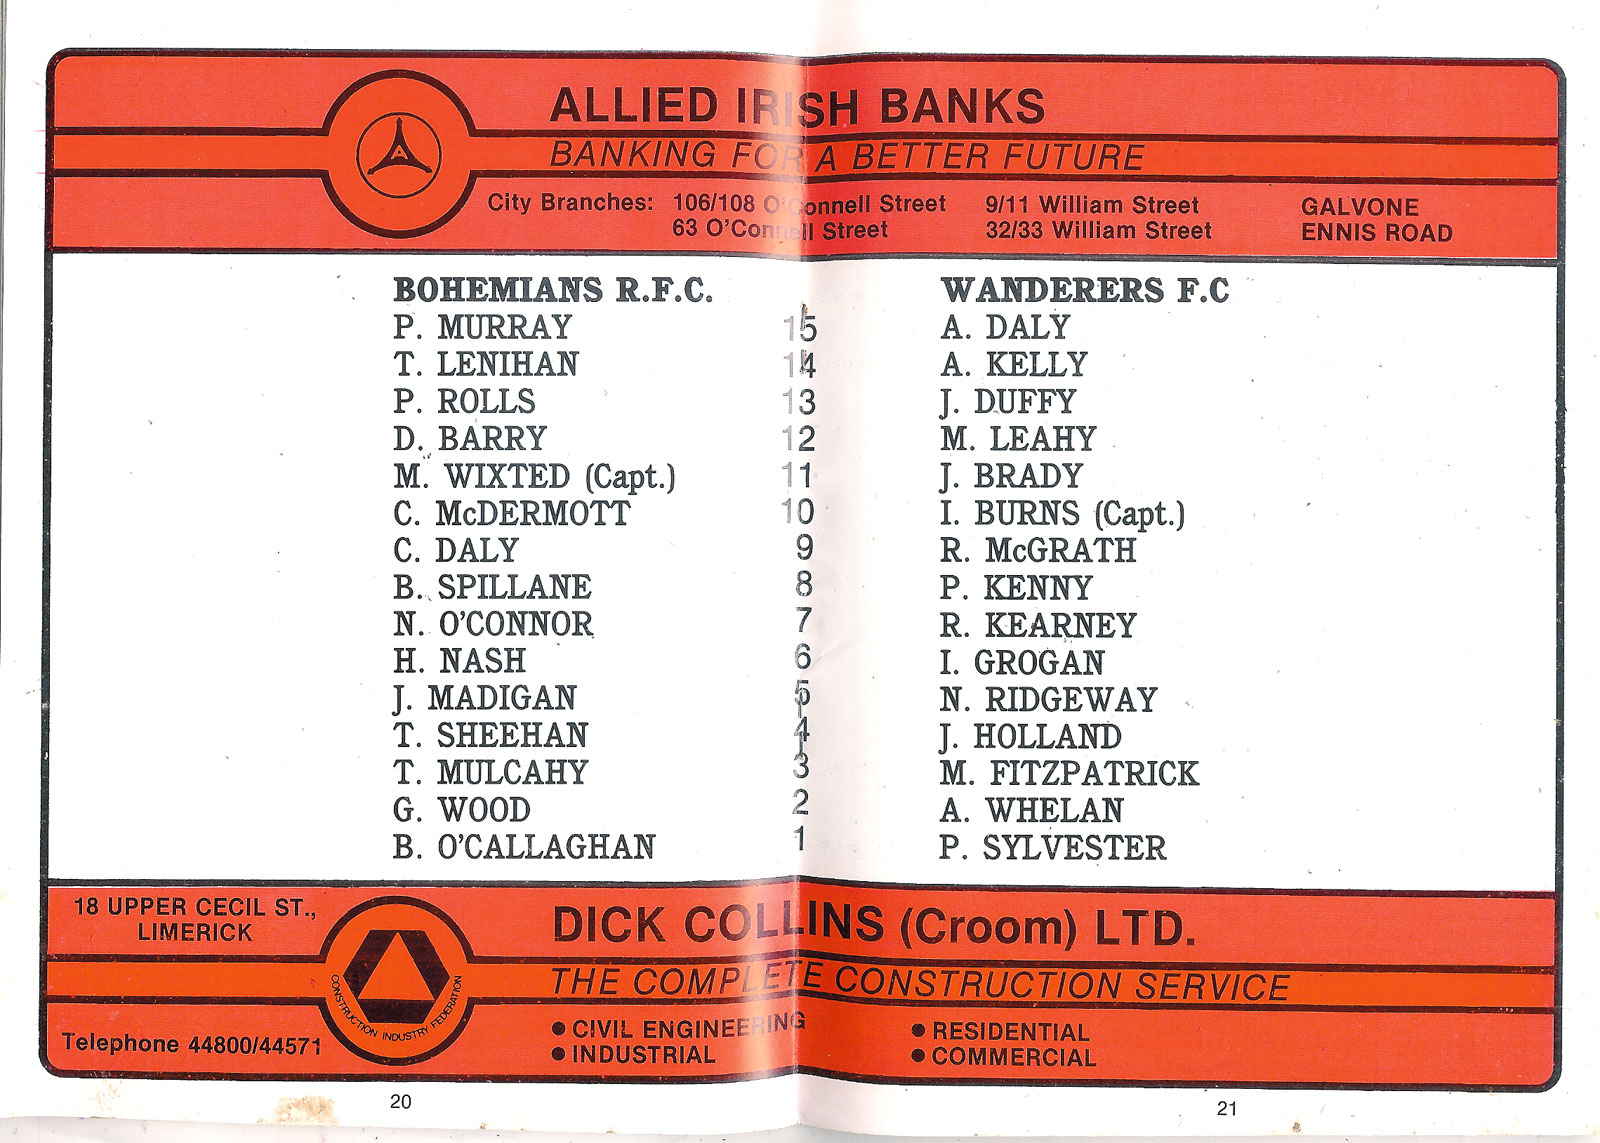 ALLIED IRISH BANKS
BANKING FOR A BETTER FUTURE
City Branches: 106/108 O'Connell Street 9/11 William Street GALVONE
63 O'Connell Street 32/33 William Street ENNIS ROAD
BOHEMIANS R.F.C. WANDERERS F.C
P. MURRAY 15 A. DALY
T. LENIHAN 14 A. KELLY
P. ROLLS 13 J. DUFFY
D. BARRY 12 M. LEAHY
M. WIXTED (Capt.) 11 J. BRADY
C. McDERMOTT 10 I. BURNS (Capt.)
C. DALY 9 R. McGRATH
B. SPILLANE 8 P. KENNY
N. O'CONNOR 7 R. KEARNEY
H. NASH 6 I. GROGAN
J. MADIGAN 5 N. RIDGEWAY
T. SHEEHAN 4 J. HOLLAND
T. MULCAHY 3 M. FITZPATRICK
G. WOOD 2 A. WHELAN
B. O'CALLAGHAN 1 P. SYLVESTER
18 UPPER CECIL ST.,
LIMERICK
DICK COLLINS (Croom) LTD.
THE COMPLETE CONSTRUCTION SERVICE
CONSTRUCTION INDUSTRY FEDERATION
Telephone 44800/44571
● CIVIL ENGINEERING ● RESIDENTIAL
● INDUSTRIAL ● COMMERCIAL
20 21